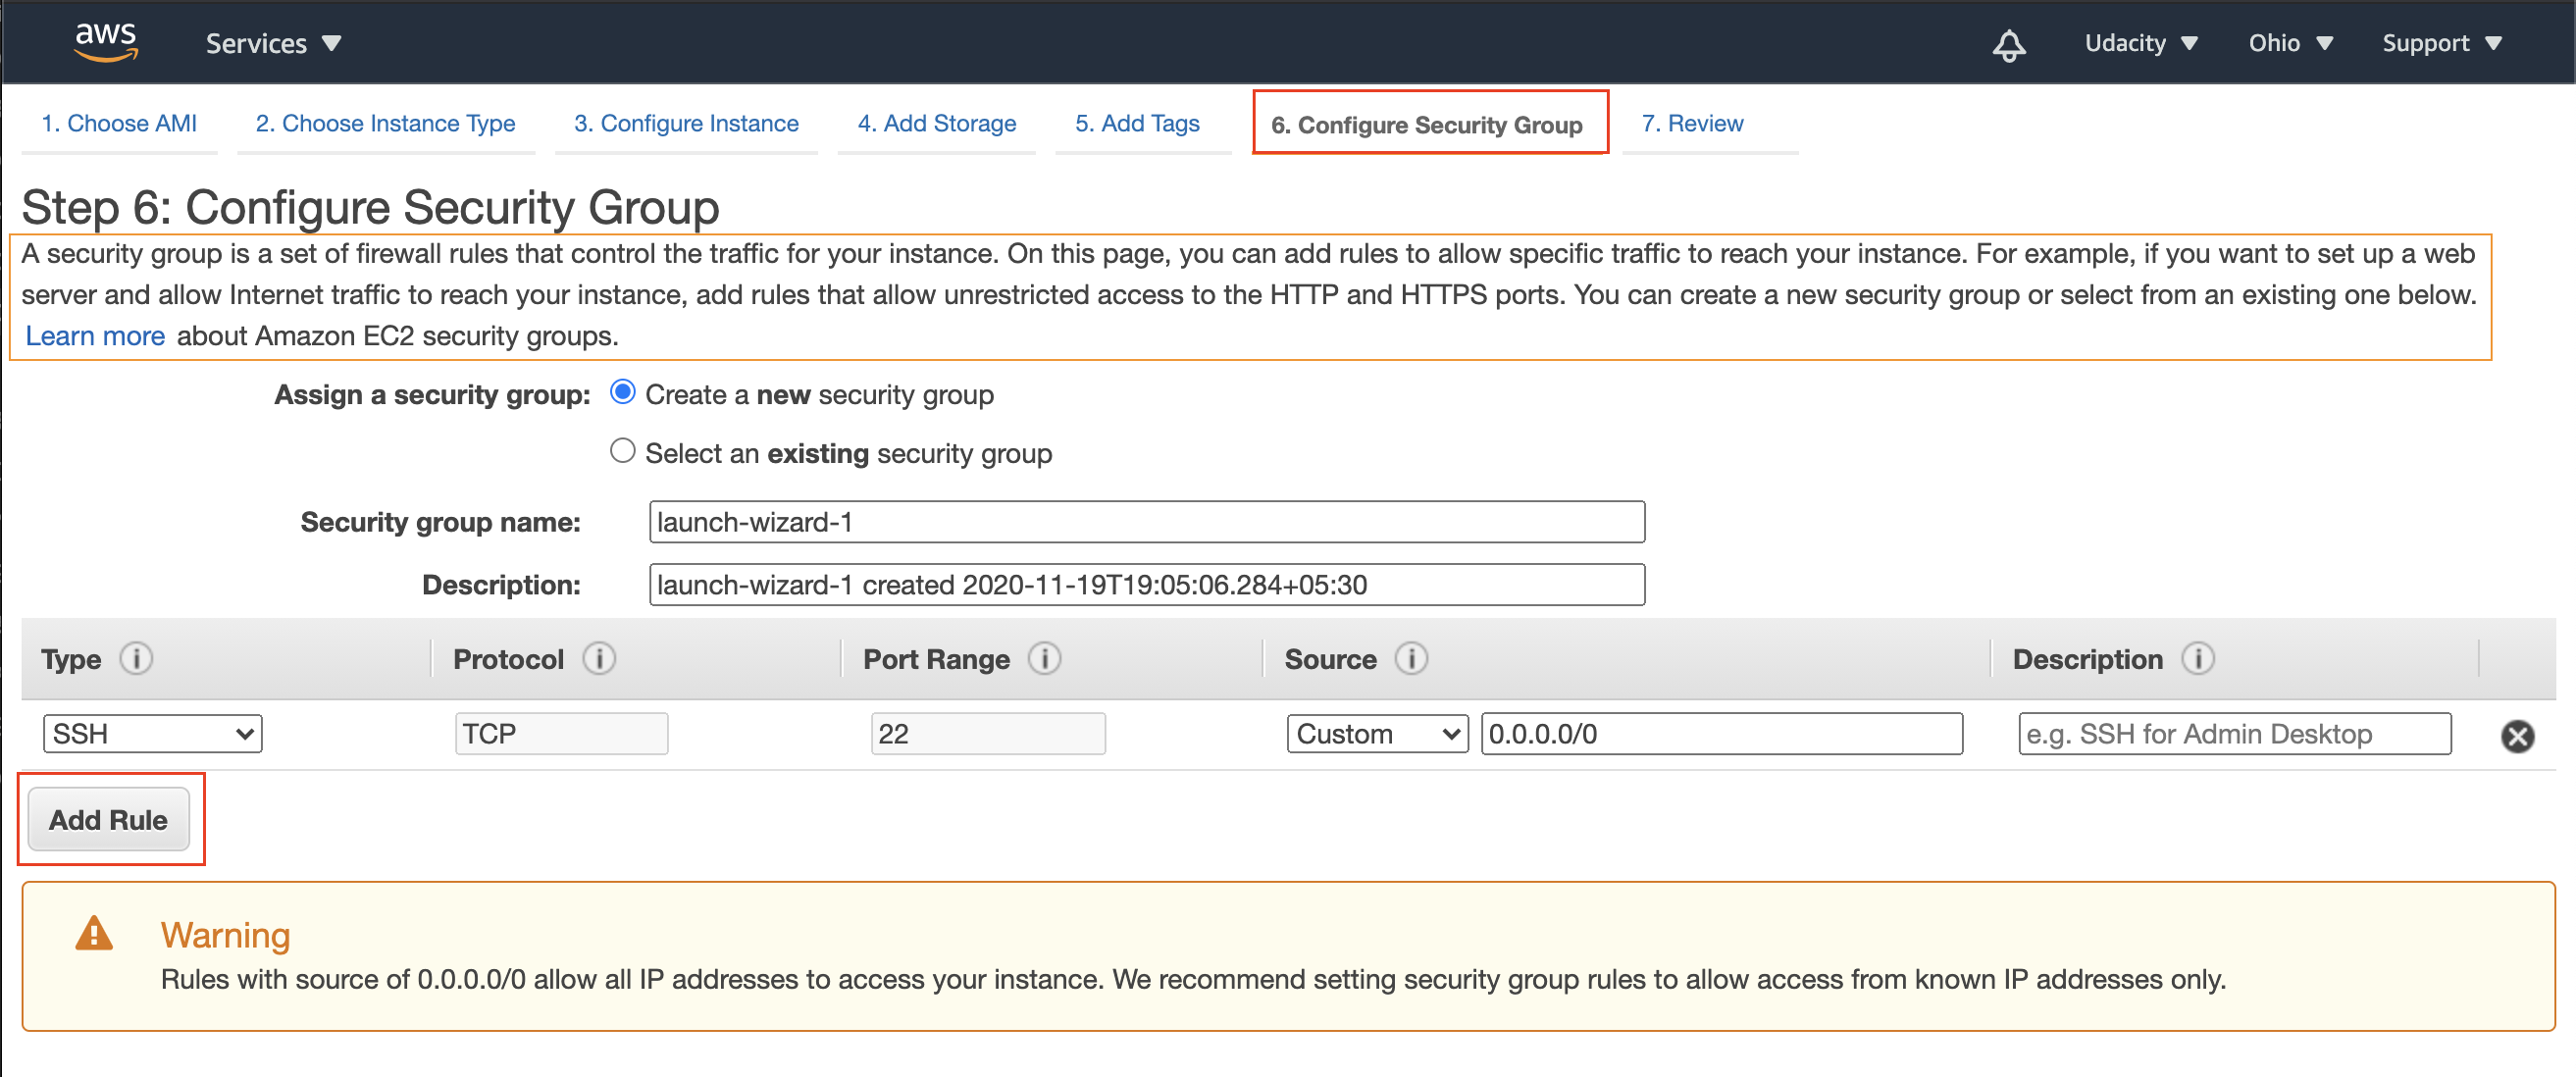 aws Services Udacity Ohio Support
1. Choose AMI 2. Choose Instance Type 3. Configure Instance 4. Add Storage 5. Add Tags 6. Configure Security Group 7. Review
Step 6: Configure Security Group
A security group is a set of firewall rules that control the traffic for your instance. On this page, you can add rules to allow specific traffic to reach your instance. For example, if you want to set up a web
server and allow Internet traffic to reach your instance, add rules that allow unrestricted access to the HTTP and HTTPS ports. You can create a new security group or select from an existing one below.
Learn more about Amazon EC2 security groups.
Assign a security group: Create a new security group
Select an existing security group
Security group name: launch-wizard-1
Description: launch-wizard-1 created 2020-11-19T19:05:06.284+05:30
Type Protocol Port Range Source Description
SSH TCP 22 Custom 0.0.0.0/0 e.g. SSH for Admin Desktop
Add Rule
Warning
Rules with source of 0.0.0.0/0 allow all IP addresses to access your instance. We recommend setting security group rules to allow access from known IP addresses only.